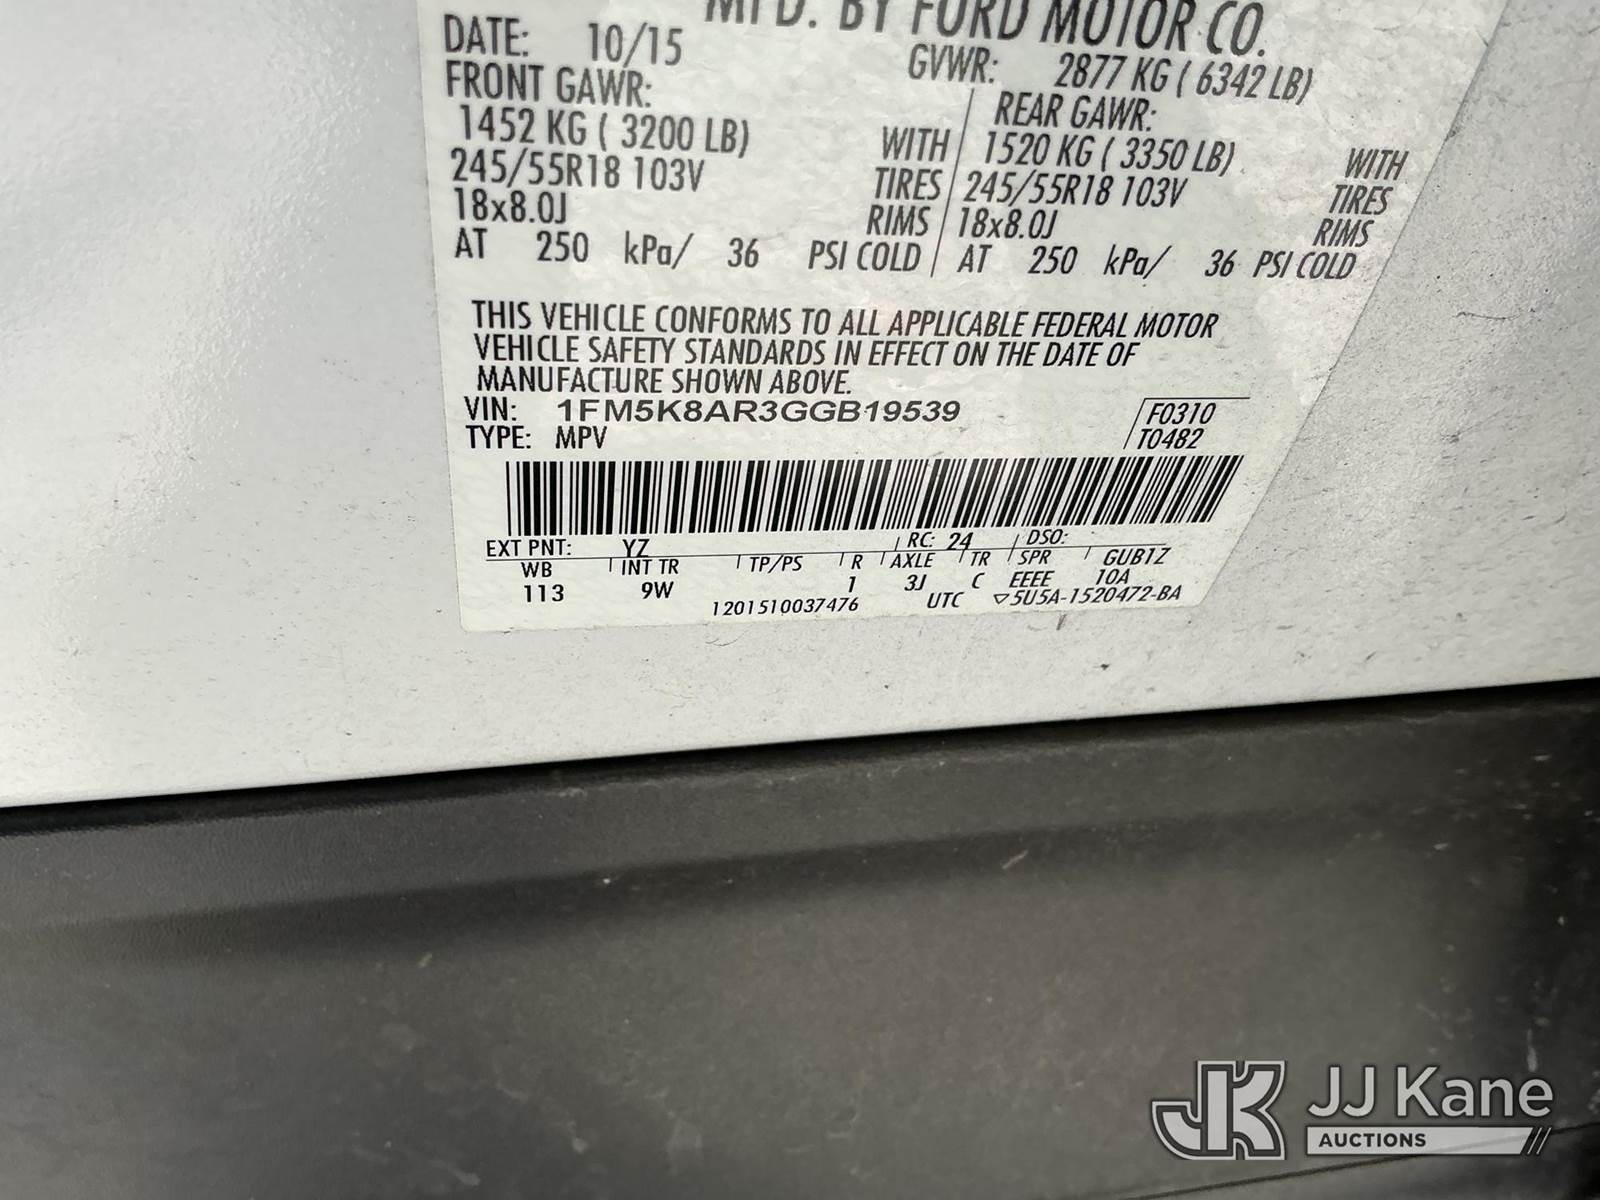 MFD. BY FORD MOTOR CO.
DATE: 10/15 GVWR: 2877 KG ( 6342 LB)
FRONT GAWR: REAR GAWR:
1452 KG ( 3200 LB) WITH 1520 KG ( 3350 LB) WITH
245/55R18 103V TIRES 245/55R18 103V TIRES
18x8.0J RIMS 18x8.0J RIMS
AT 250 kPa/ 36 PSI COLD AT 250 kPa/ 36 PSI COLD
THIS VEHICLE CONFORMS TO ALL APPLICABLE FEDERAL MOTOR
VEHICLE SAFETY STANDARDS IN EFFECT ON THE DATE OF
MANUFACTURE SHOWN ABOVE.
VIN: 1FM5K8AR3GGB19539 F0310
TYPE: MPV T0482
EXT PNT: YZ RC: 24 DSO:
WB INT TR TP/PS R AXLE TR SPR GUB1Z
113 9W 1 3J C EEEE 10A
1201510037476 UTC ▽5U5A-1520472-BA
JK JJ Kane
AUCTIONS